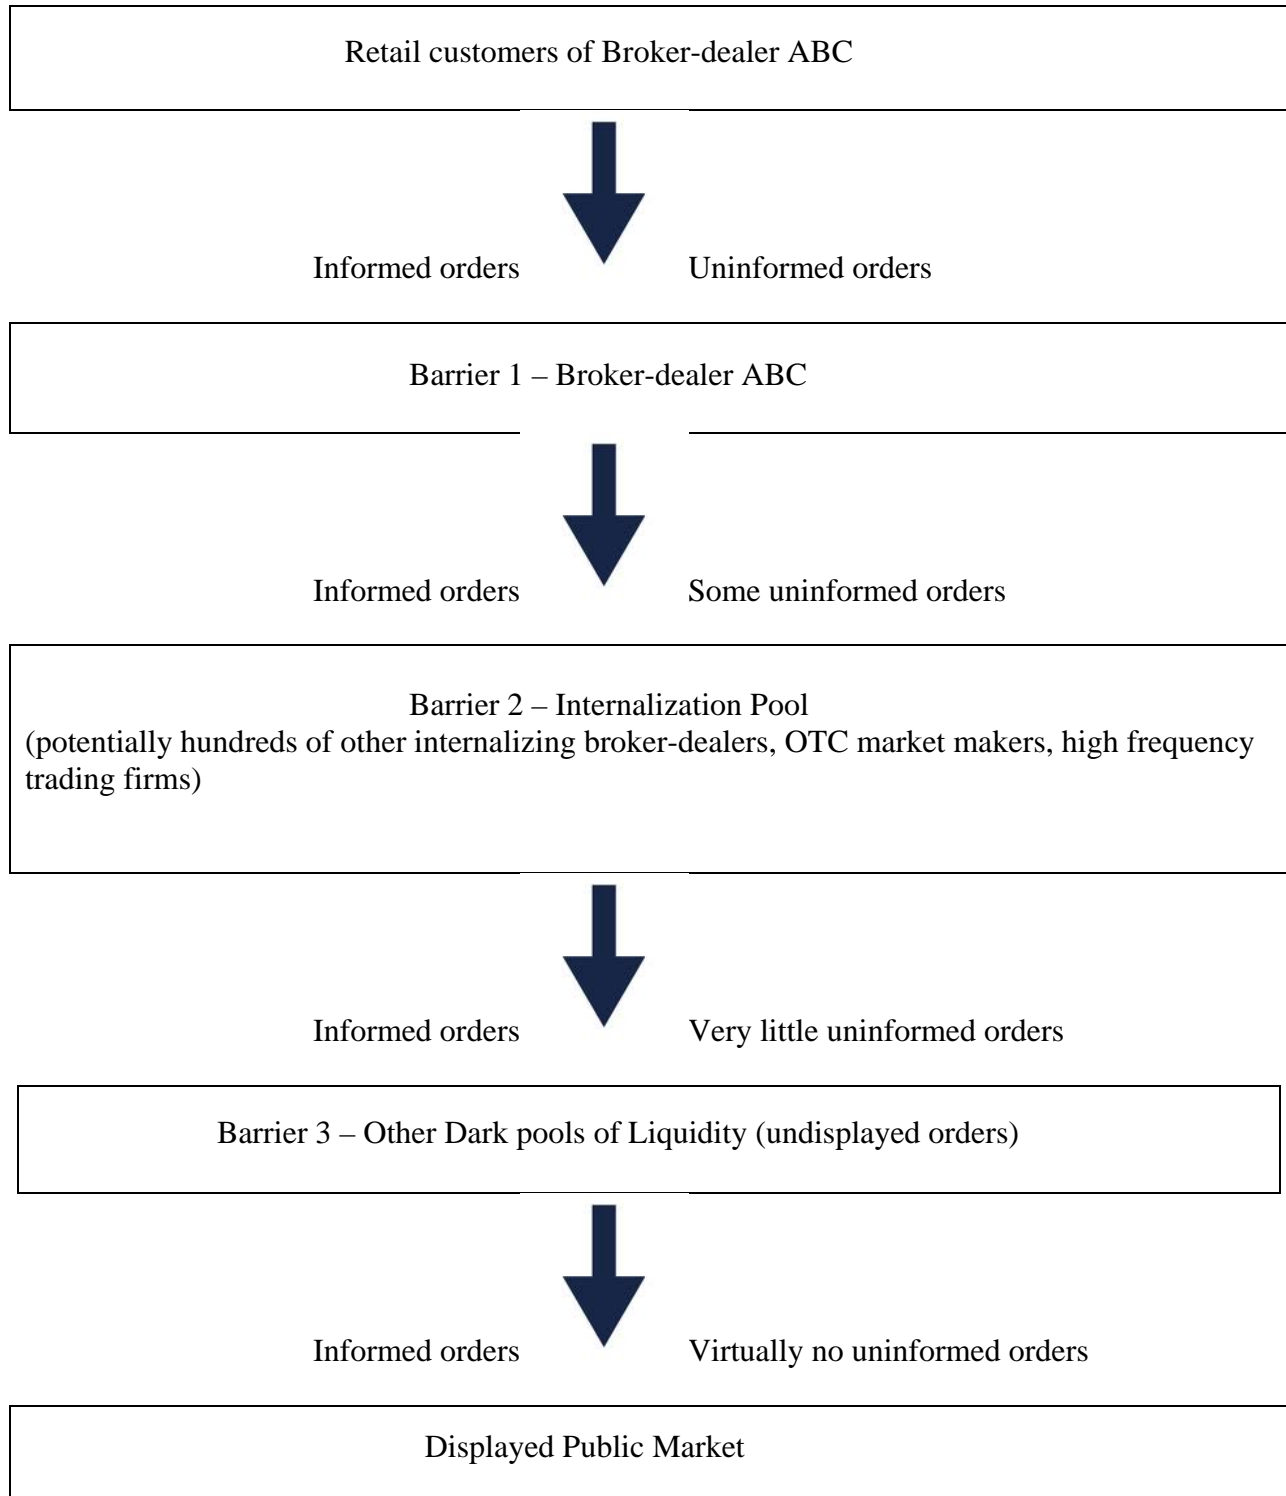 Retail customers of Broker-dealer ABC
Informed orders Uninformed orders
Barrier 1 – Broker-dealer ABC
Informed orders Some uninformed orders
Barrier 2 – Internalization Pool
(potentially hundreds of other internalizing broker-dealers, OTC market makers, high frequency
trading firms)
Informed orders Very little uninformed orders
Barrier 3 – Other Dark pools of Liquidity (undisplayed orders)
Informed orders Virtually no uninformed orders
Displayed Public Market